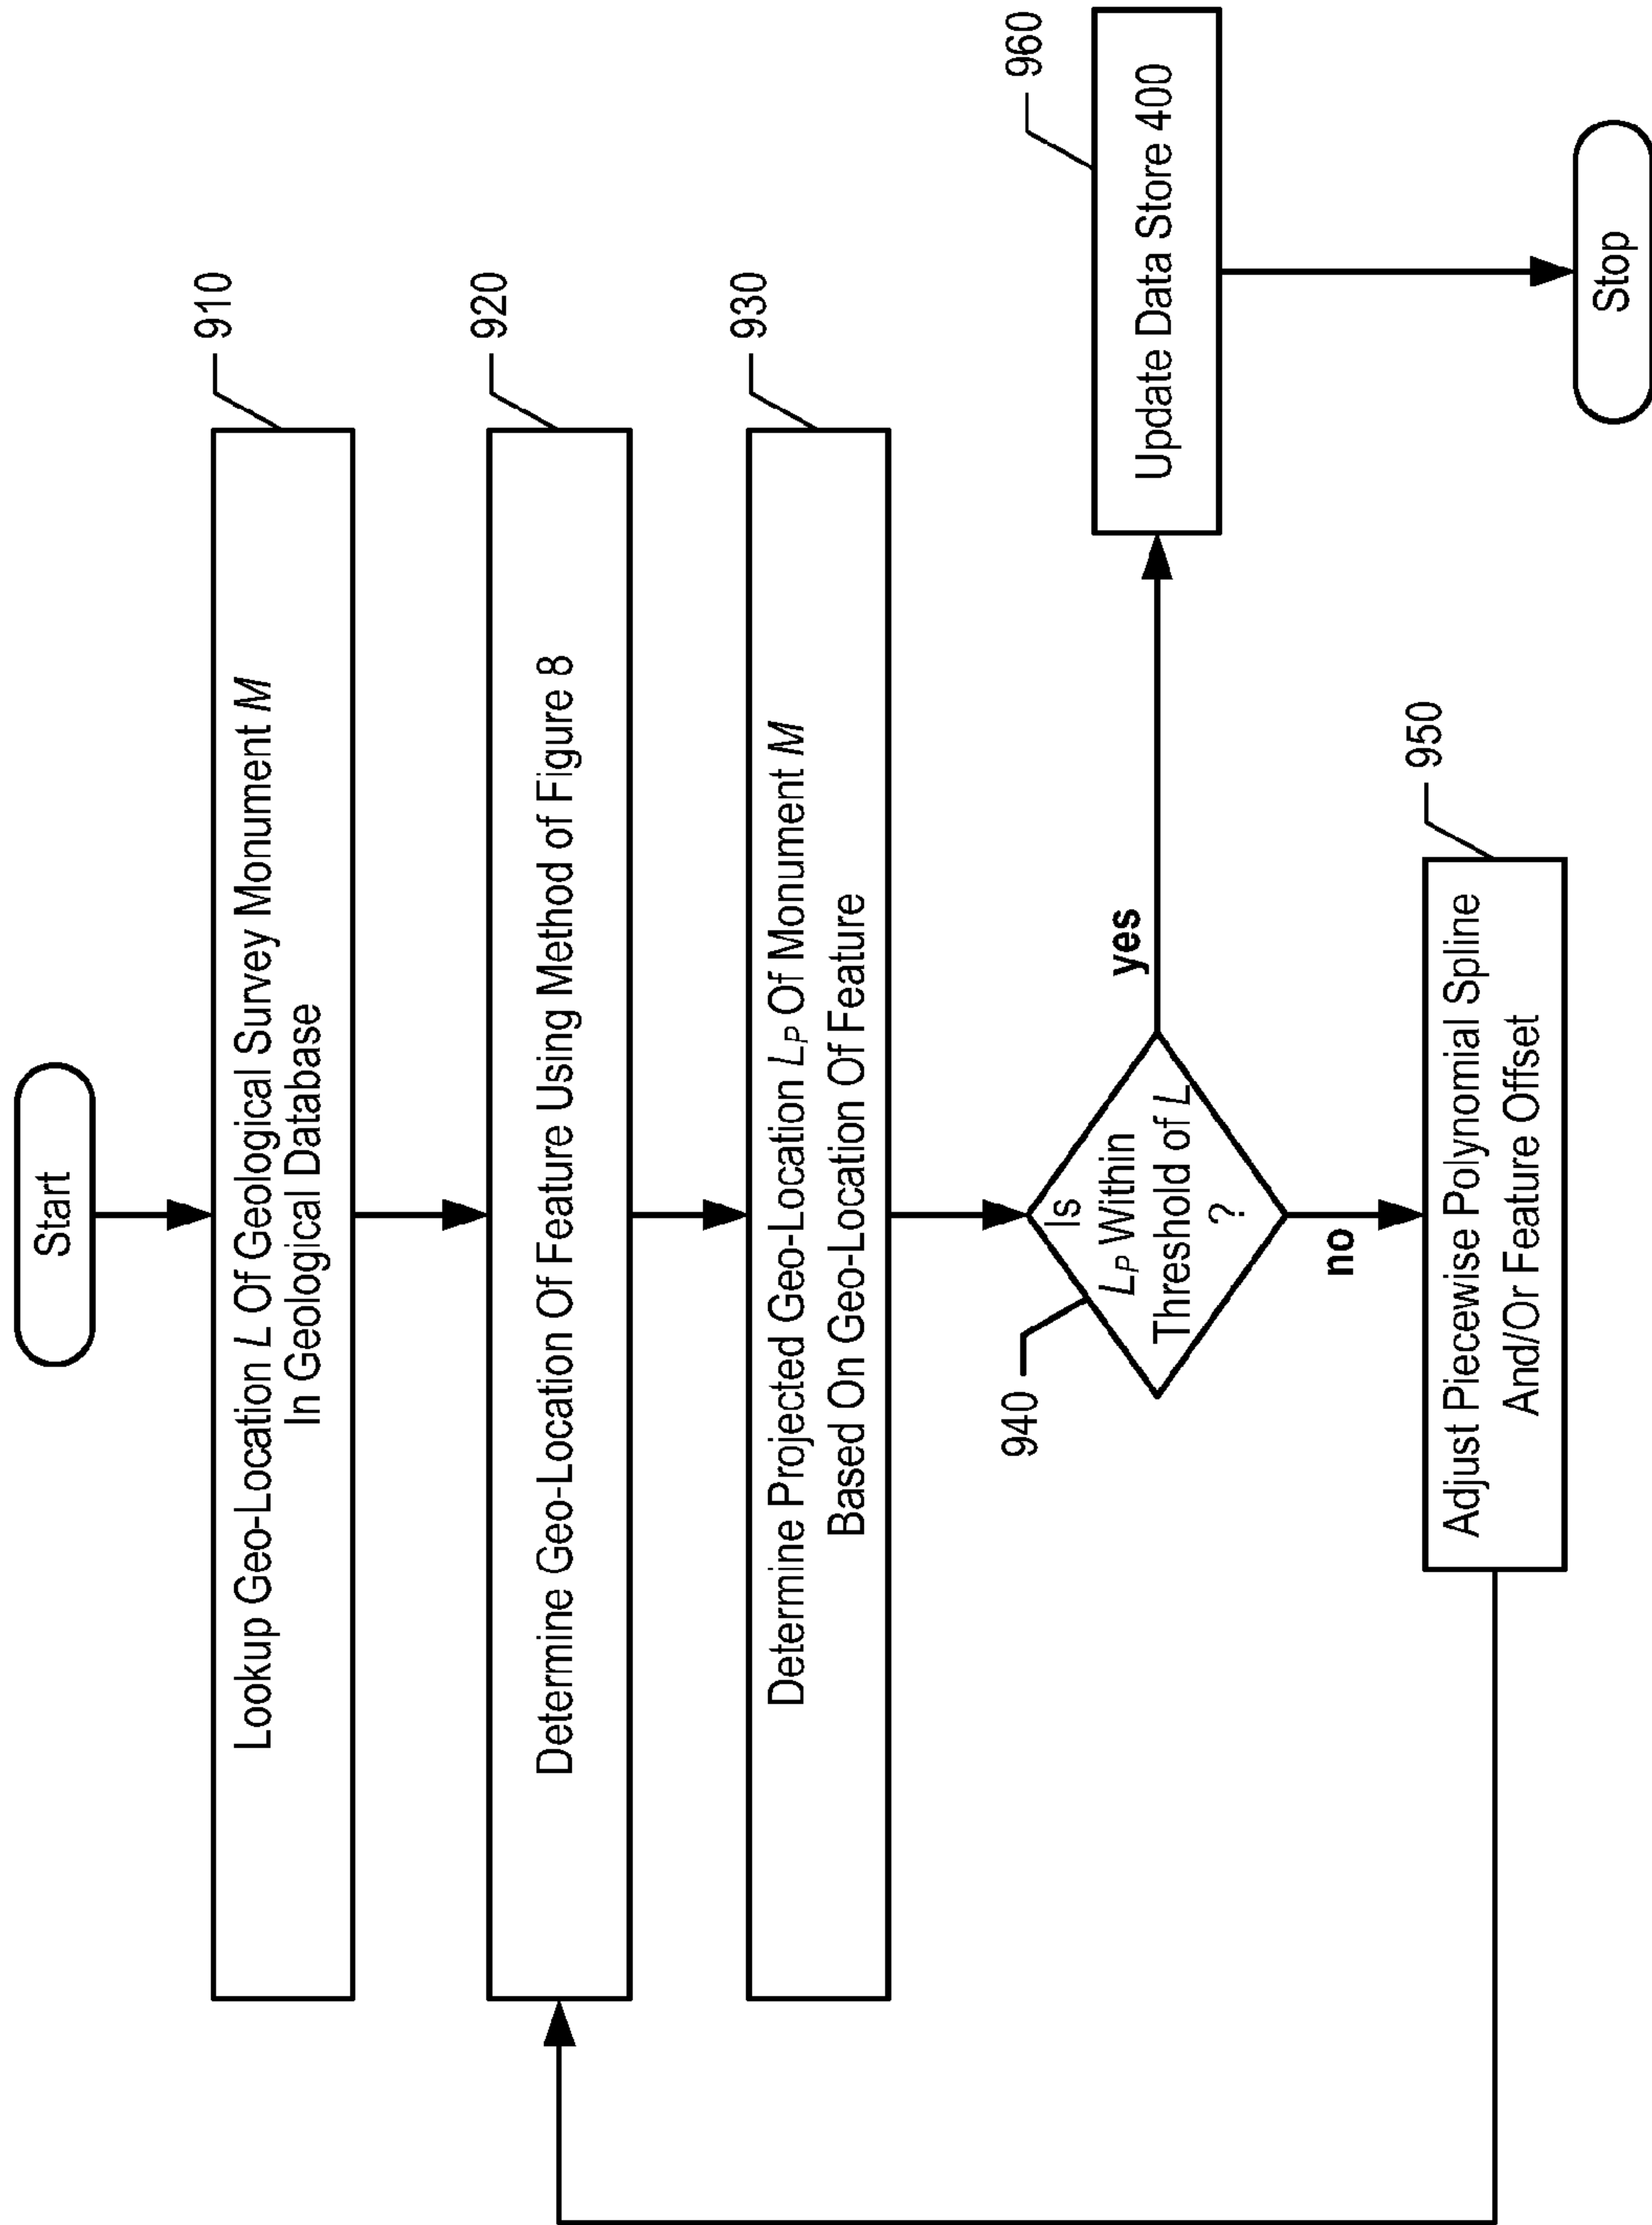 Start
910
Lookup Geo-Location L Of Geological Survey Monument M
In Geological Database
920
Determine Geo-Location Of Feature Using Method of Figure 8
930
Determine Projected Geo-Location LP Of Monument M
Based On Geo-Location Of Feature
940
Is
LP Within
Threshold of L
?
yes
960
Update Data Store 400
no
950
Adjust Piecewise Polynomial Spline
And/Or Feature Offset
Stop